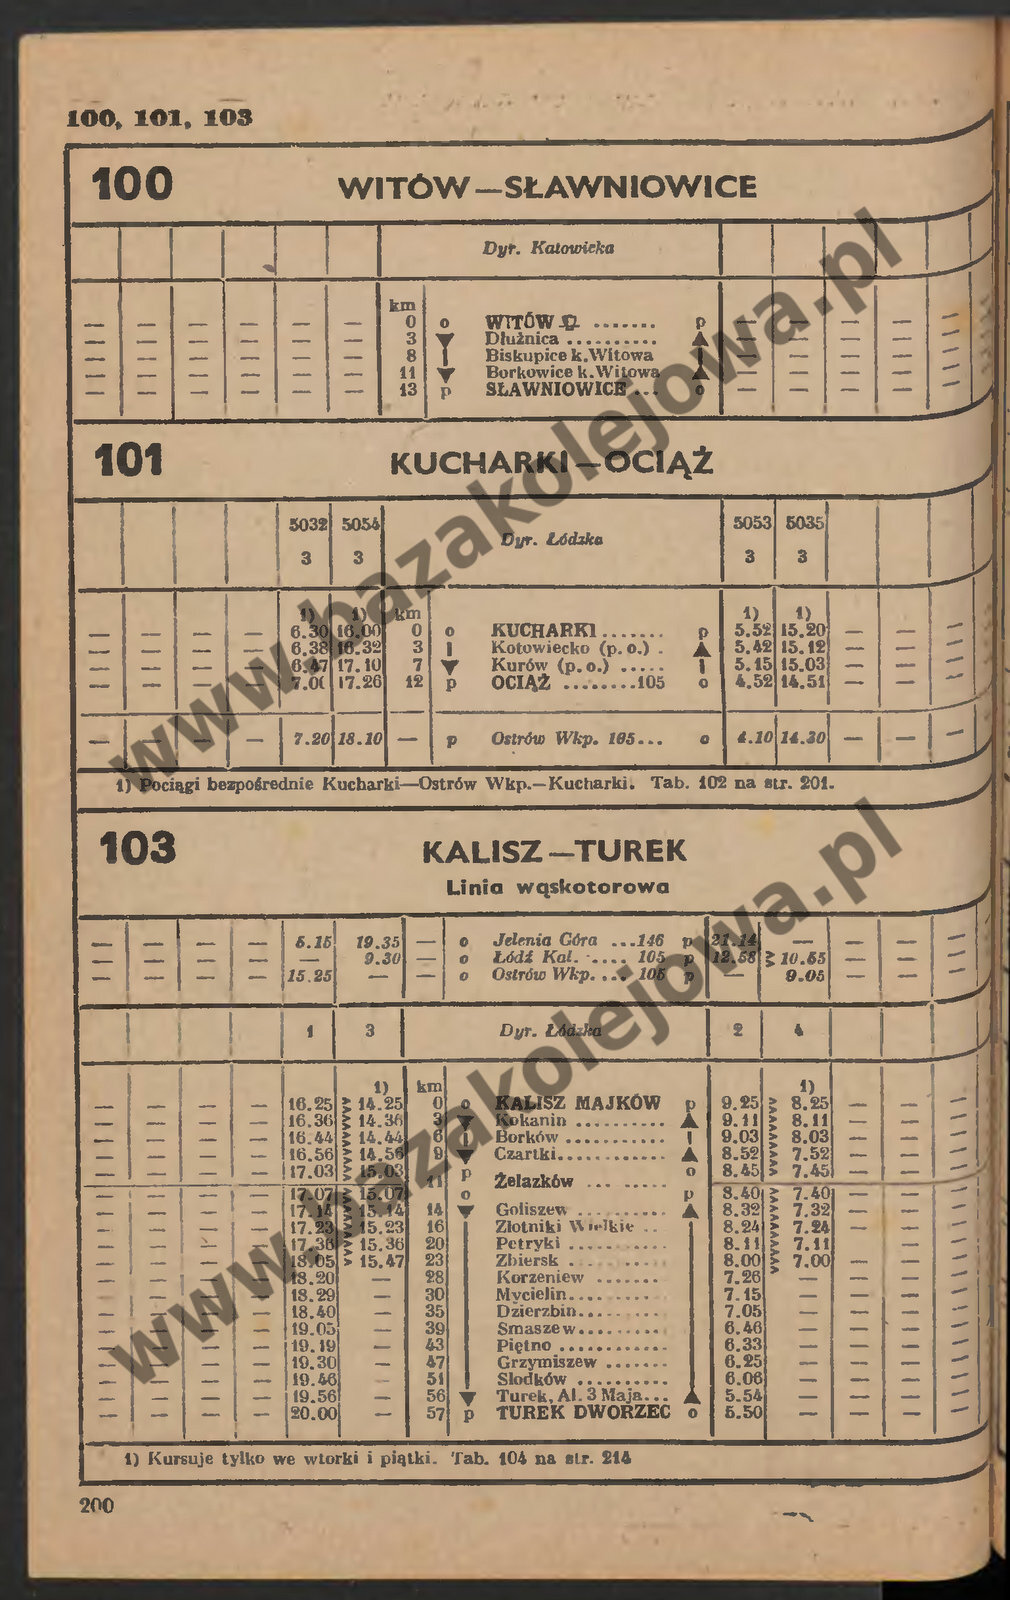 100, 101, 103
100 WITÓW—SŁAWNIOWICE
Dyr. Katowicka
km
— — — — — — 0 o WITÓW ....... p — — — — —
— — — — — — 3 Dłużnica .......... — — — — —
— — — — — — 8 Biskupice k.Witowa — — — — —
— — — — — — 11 Borkowice k.Witowa — — — — —
— — — — — — 13 p SŁAWNIOWICE ... o — — — — —
101 KUCHARKI—OCIĄŻ
5032 5054 Dyr. Łódzka 5053 5035
3 3 3 3
1) 1) km 1) 1)
— — — — 6.30 16.00 0 o KUCHARKI ....... p 5.52 15.20 — — —
— — — — 6.38 16.32 3 Kotowiecko (p.o.) . 5.42 15.12 — — —
— — — — 6.47 17.10 7 Kurów (p.o.) ..... 5.15 15.03 — — —
— — — — 7.0 17.26 12 p OCIĄŻ ........105 o 4.52 14.51 — — —
— — — — 7.20 18.10 — p Ostrów Wkp. 105... o 4.10 14.30 — — —
1) Pociągi bezpośrednie Kucharki—Ostrów Wkp.—Kucharki. Tab. 102 na str. 201.
103 KALISZ—TUREK
Linia wąskotorowa
— — — — 5.15 19.35 — o Jelenia Góra ...146 p 21.14 — — — —
— — — — — 9.30 — o Łódź Kal. ..... 105 p 12.58 10.55 — — —
— — — — 15.25 — — o Ostrów Wkp. ... 105 p — 9.05 — — —
1 3 Dyr. Łódzka 2 4
1) km 1)
— — — — 16.25 14.25 0 o KALISZ MAJKÓW p 9.25 8.25 — — —
— — — — 16.36 14.36 3 Kokanin .......... 9.11 8.11 — — —
— — — — 16.44 14.44 6 Borków ........... 9.03 8.03 — — —
— — — — 16.56 14.56 9 Czartki............ 8.52 7.52 — — —
17.03 15.03 11 p Żelazków ... ...... o 8.45 7.45
— — — — 17.07 15.07 o p 8.40 7.40 — — —
— — — — 17.14 15.14 14 Goliszew .......... 8.32 7.32 — — —
— — — — 17.23 15.23 16 Złotniki Wielkie .. 8.24 7.24 — — —
— — — — 17.36 15.36 20 Petryki ........... 8.11 7.11 — — —
— — — — 18.05 15.47 23 Zbiersk ........... 8.00 7.00 — — —
— — — — 18.20 — 28 Korzeniew ....... 7.26 — — — —
— — — — 18.29 — 30 Mycielin.......... 7.15 — — — —
— — — — 18.40 — 35 Dzierzbin......... 7.05 — — — —
— — — — 19.05 — 39 Smaszew.......... 6.46 — — — —
— — — — 19.19 — 43 Piętno ............ 6.33 — — — —
— — — — 19.30 — 47 Grzymiszew ....... 6.25 — — — —
— — — — 19.46 — 51 Słodków .......... 6.06 — — — —
— — — — 19.56 — 56 Turek, Al. 3 Maja... 5.54 — — — —
— — — — 20.00 — 57 p TUREK DWORZEC o 5.50 — — — —
1) Kursuje tylko we wtorki i piątki. Tab. 104 na str. 214
200
www.bazakolejowa.pl
www.bazakolejowa.pl